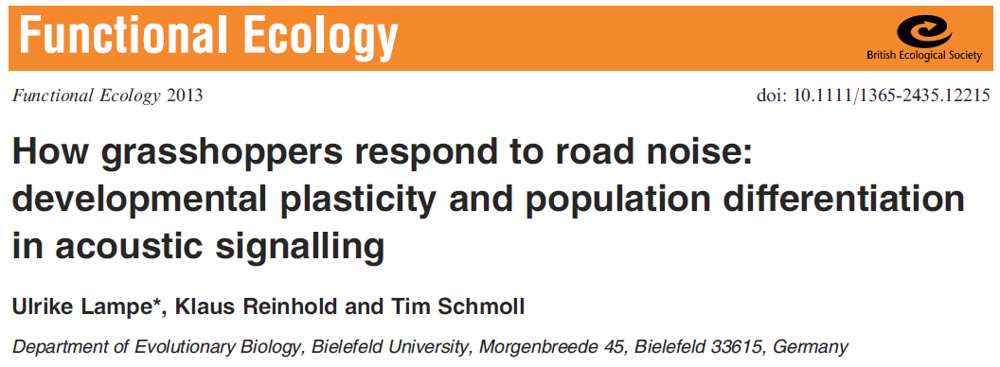 Functional Ecology
British Ecological Society
Functional Ecology 2013
doi: 10.1111/1365-2435.12215
How grasshoppers respond to road noise:
developmental plasticity and population differentiation
in acoustic signalling
Ulrike Lampe*, Klaus Reinhold and Tim Schmoll
Department of Evolutionary Biology, Bielefeld University, Morgenbreede 45, Bielefeld 33615, Germany